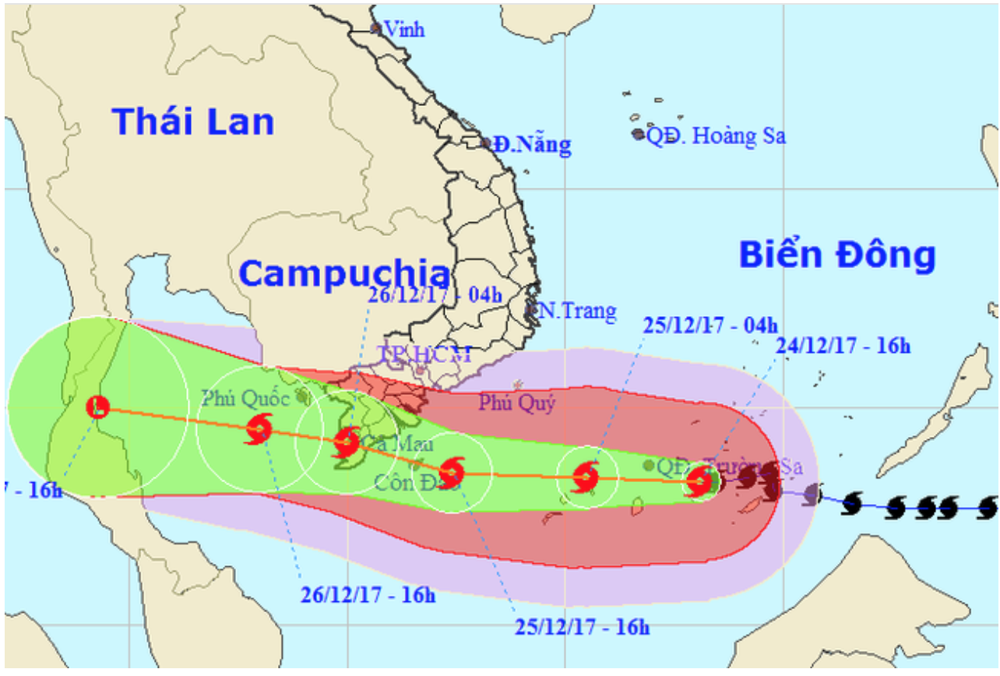 Vinh
Thái Lan
Đ.Nẵng
QĐ. Hoàng Sa
Biển Đông
Campuchia
26/12/17 - 04h
N.Trang
25/12/17 - 04h
24/12/17 - 16h
TP.HCM
Phú Quốc
Phú Quý
Cà Mau
QĐ. Trường Sa
Côn Đảo
7 - 16h
26/12/17 - 16h
25/12/17 - 16h